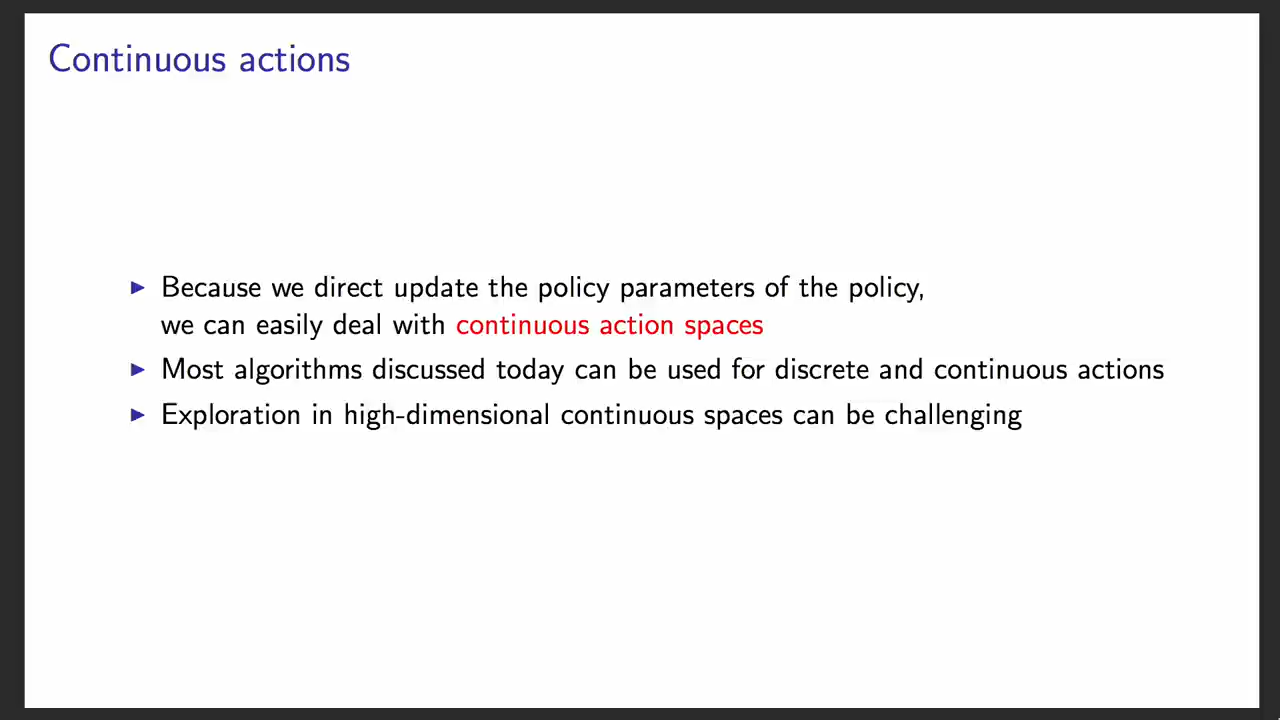 Continuous actions
Because we direct update the policy parameters of the policy,
we can easily deal with continuous action spaces
Most algorithms discussed today can be used for discrete and continuous actions
Exploration in high-dimensional continuous spaces can be challenging